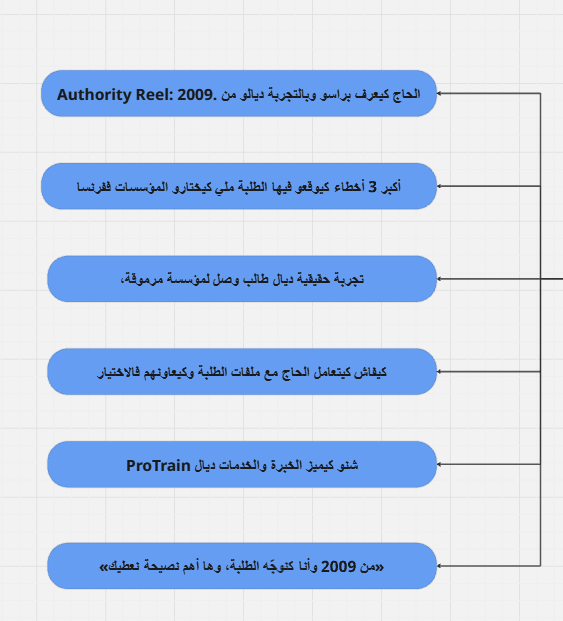 Authority Reel: 2009. الحاج كيعرف براسو وبالتجربة ديالو من
أكبر 3 أخطاء كيوقعو فيها الطلبة ملي كيختارو المؤسسات ففرنسا
تجربة حقيقية ديال طالب وصل لمؤسسة مرموقة،
كيفاش كيتعامل الحاج مع ملفات الطلبة وكيعاونهم فالاختيار
شنو كيميز الخبرة والخدمات ديال ProTrain
«من 2009 وأنا كنوجّه الطلبة، وها أهم نصيحة نعطيك»